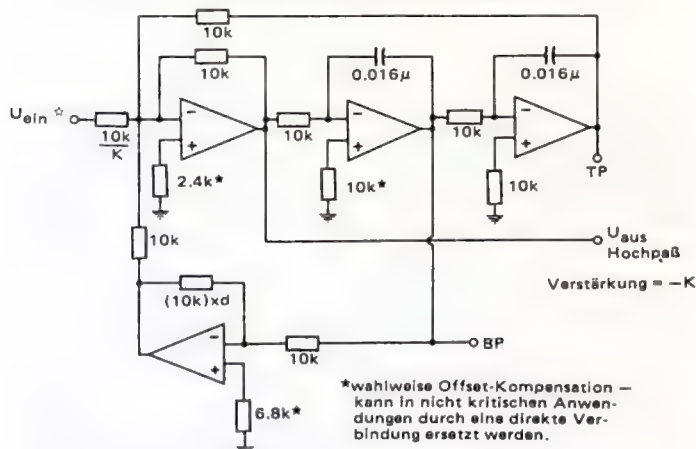 10k
10k
0.016µ
0.016µ
Uein ☆
10k
K
−
+
10k
−
+
10k
−
+
2.4k*
10k*
10k
TP
10k
Uaus
Hochpaß
Verstärkung = −K
(10k)xd
−
+
10k
BP
6.8k*
*wahlweise Offset-Kompensation —
kann in nicht kritischen Anwen-
dungen durch eine direkte Ver-
bindung ersetzt werden.